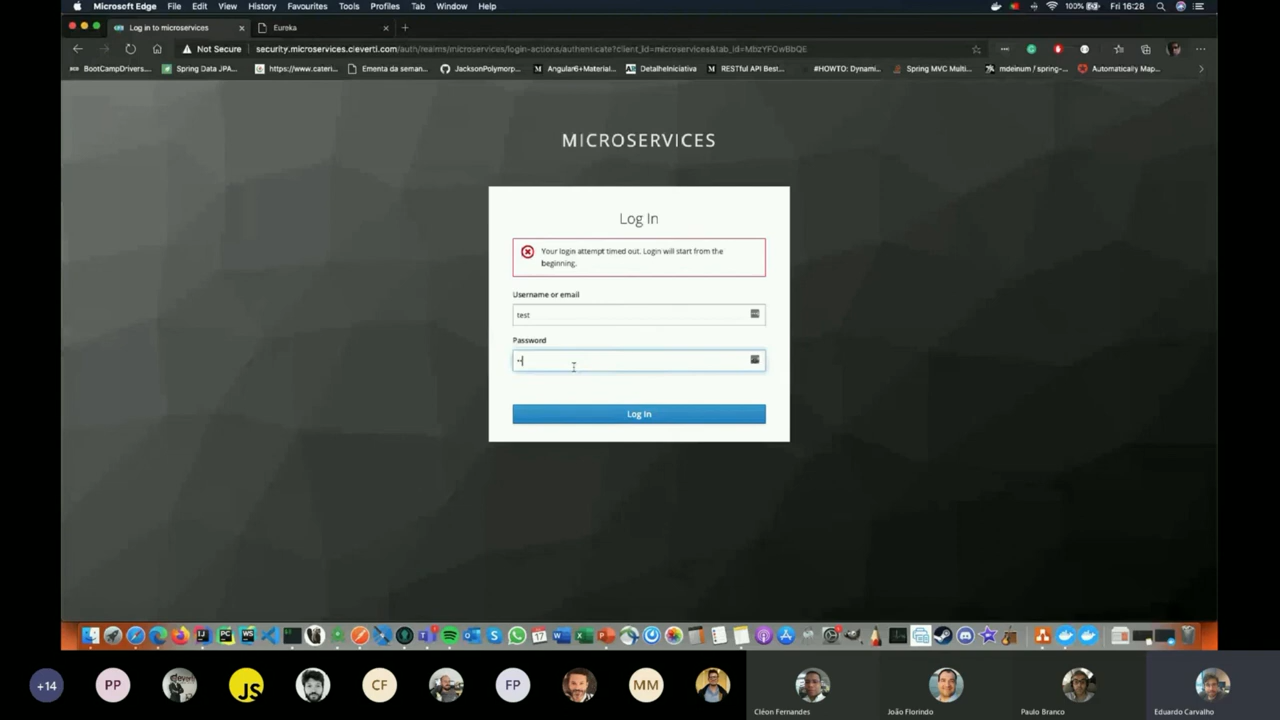 Microsoft Edge File Edit View History Favourites Tools Profiles Tab Window Help 100% Fri 16:28
Log in to microservices Eureka
Not Secure security.microservices.cleverti.com/auth/realms/microservices/login-actions/authenticate?client_id=microservices&tab_id=MbzYFGwBbQE
BootCampDrivers.... Spring Data JPA... https://www.cateri... Ementa da seman... JacksonPolymorp... Angular6+Material... DetalheIniciativa RESTful API Best... #HOWTO: Dynami... Spring MVC Multi... mdeinum / spring-... Automatically Map...
MICROSERVICES
Log In
Your login attempt timed out. Login will start from the
beginning.
Username or email
test
Password
Log In
+14 PP cleverti JS CF FP MM
Cléon Fernandes João Florindo Paulo Branco Eduardo Carvalho